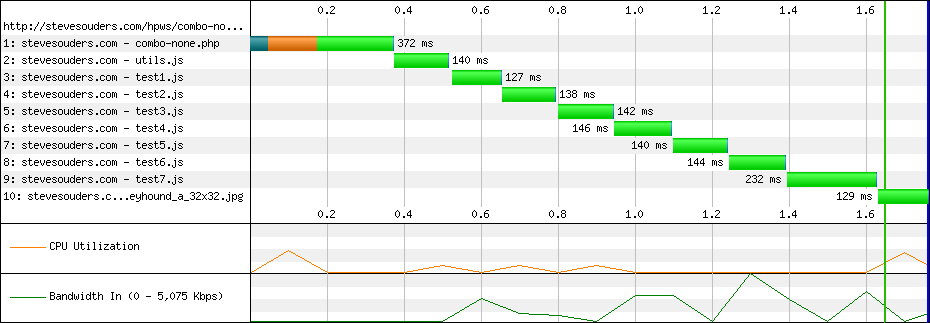 0.2 0.4 0.6 0.8 1.0 1.2 1.4 1.6
http://stevesouders.com/hpws/combo-no...
1: stevesouders.com - combo-none.php 372 ms
2: stevesouders.com - utils.js 140 ms
3: stevesouders.com - test1.js 127 ms
4: stevesouders.com - test2.js 138 ms
5: stevesouders.com - test3.js 142 ms
6: stevesouders.com - test4.js 146 ms
7: stevesouders.com - test5.js 140 ms
8: stevesouders.com - test6.js 144 ms
9: stevesouders.com - test7.js 232 ms
10: stevesouders.c...eyhound_a_32x32.jpg 129 ms
0.2 0.4 0.6 0.8 1.0 1.2 1.4 1.6
CPU Utilization
Bandwidth In (0 - 5,075 Kbps)